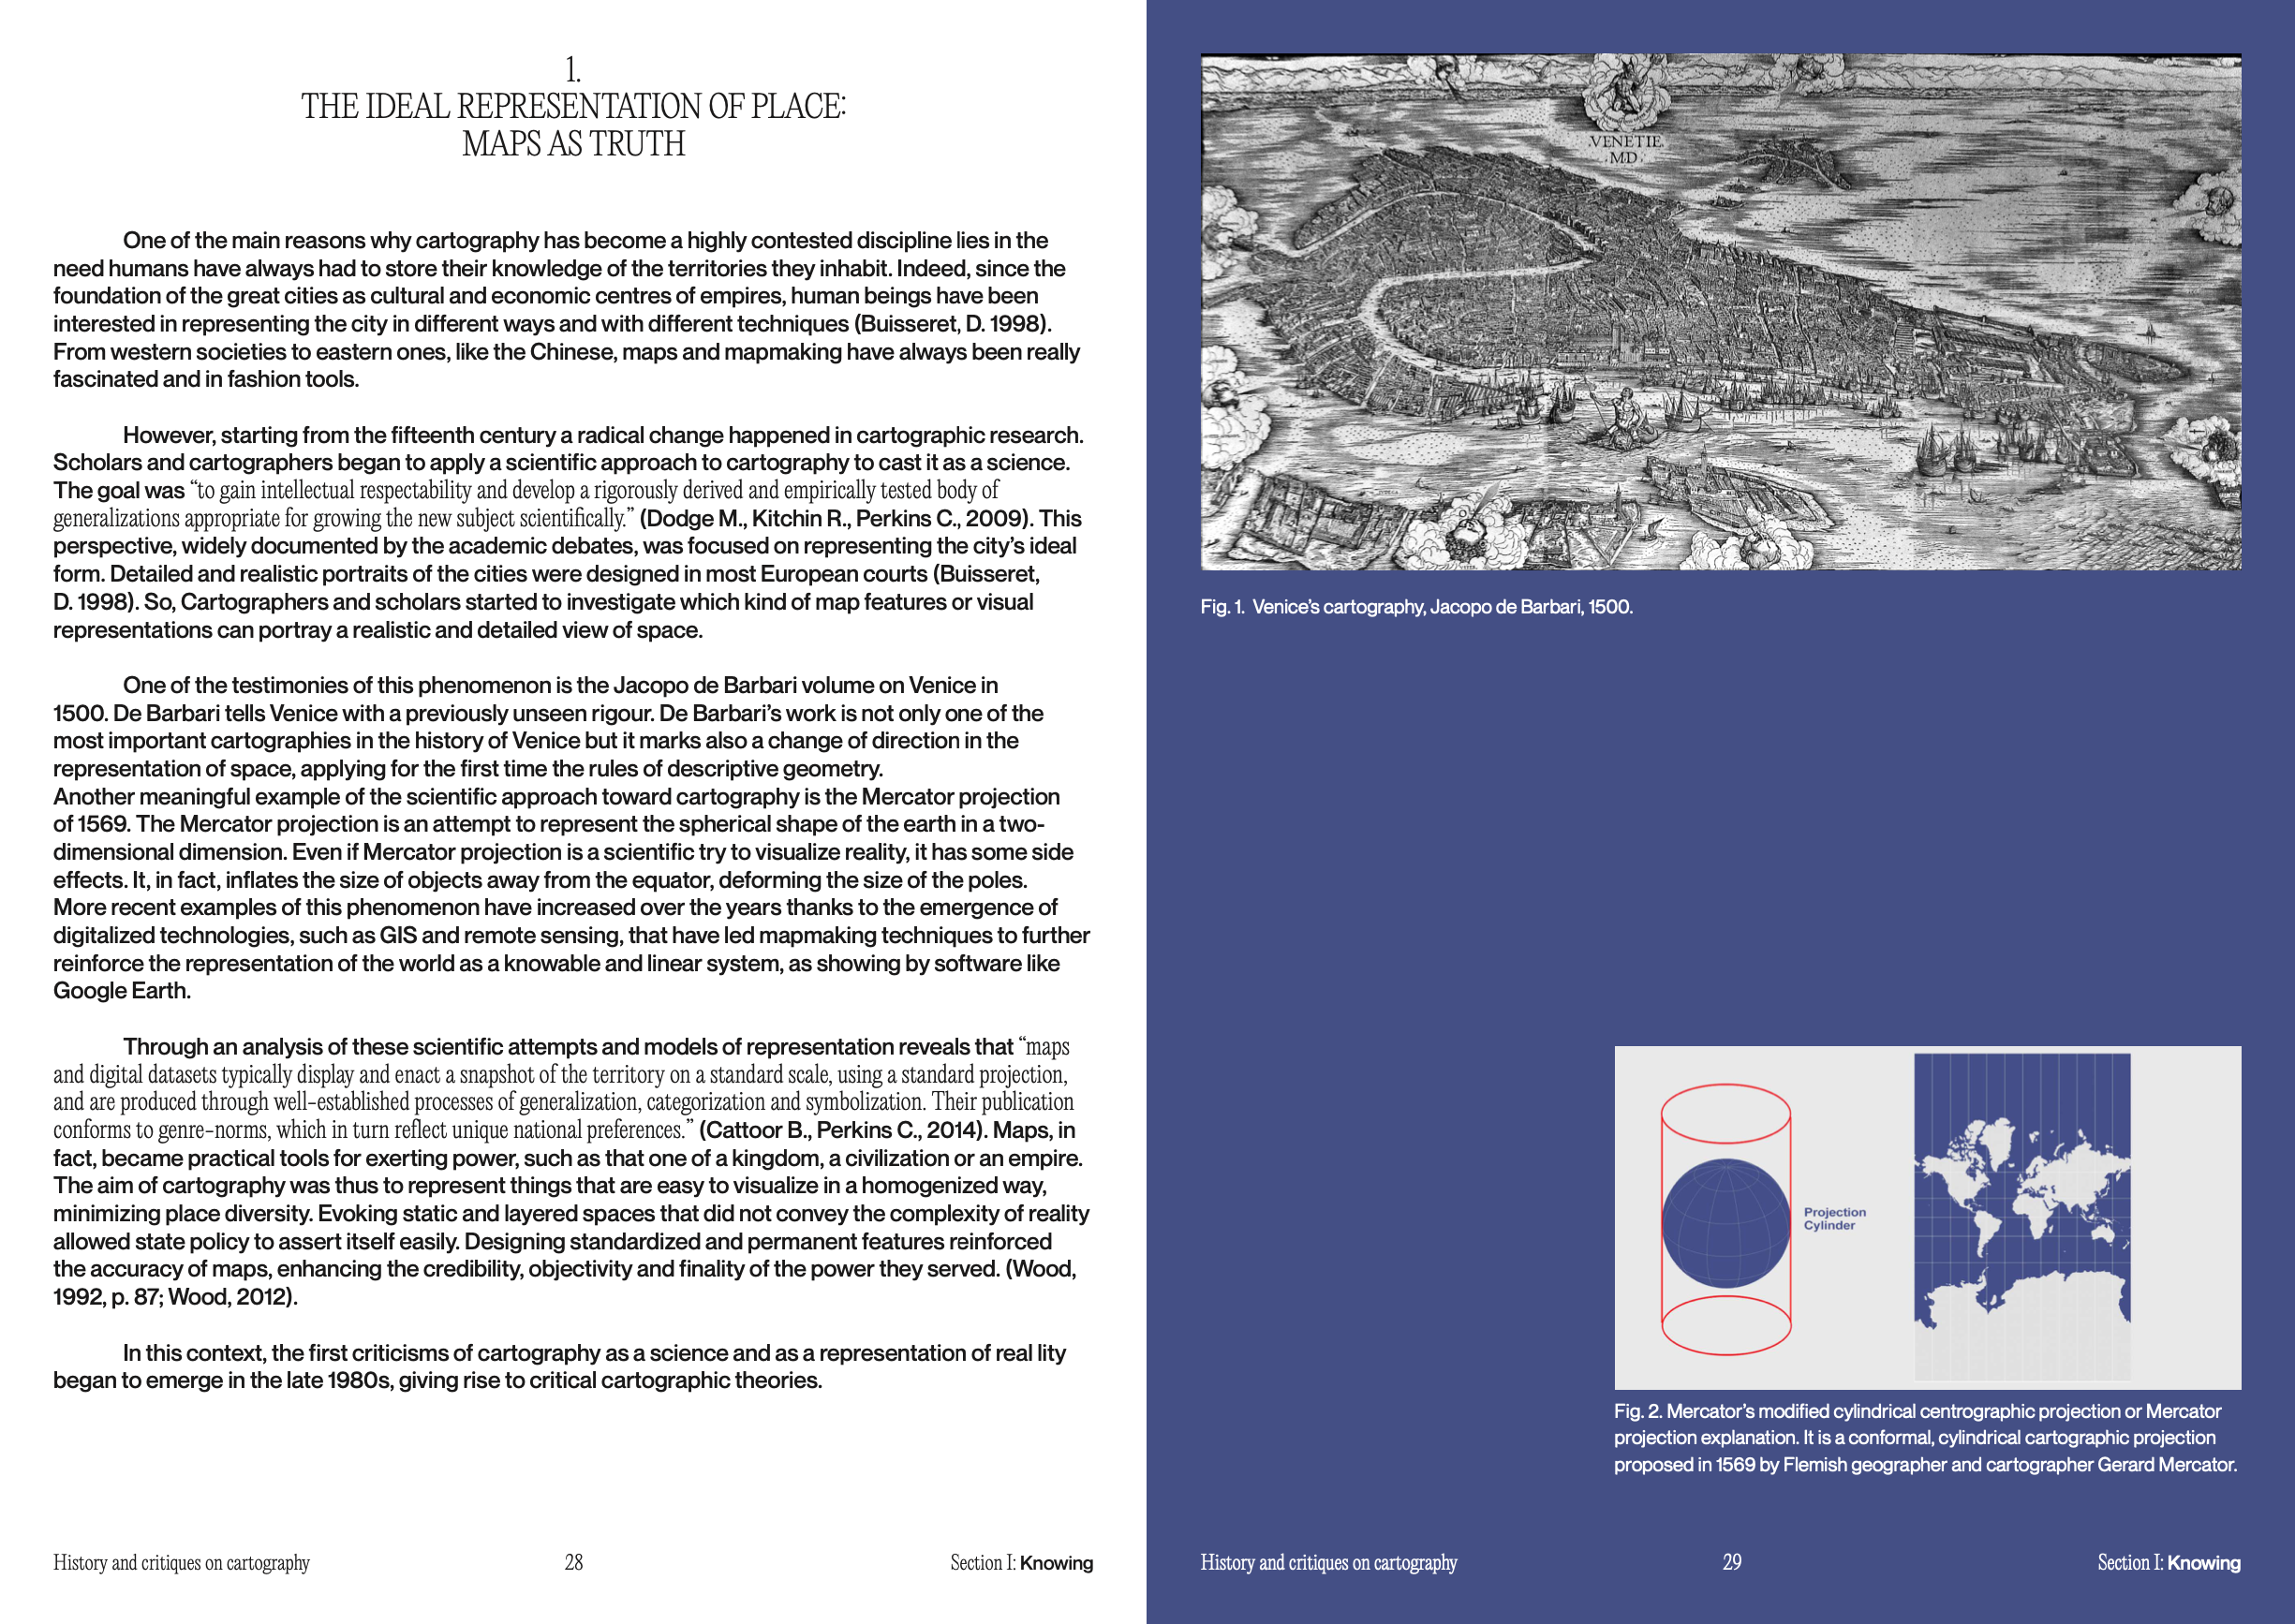 1.
THE IDEAL REPRESENTATION OF PLACE:
MAPS AS TRUTH
One of the main reasons why cartography has become a highly contested discipline lies in the
need humans have always had to store their knowledge of the territories they inhabit. Indeed, since the
foundation of the great cities as cultural and economic centres of empires, human beings have been
interested in representing the city in different ways and with different techniques (Buisseret, D. 1998).
From western societies to eastern ones, like the Chinese, maps and mapmaking have always been really
fascinated and in fashion tools.
However, starting from the fifteenth century a radical change happened in cartographic research.
Scholars and cartographers began to apply a scientific approach to cartography to cast it as a science.
The goal was “to gain intellectual respectability and develop a rigorously derived and empirically tested body of
generalizations appropriate for growing the new subject scientifically.” (Dodge M., Kitchin R., Perkins C., 2009). This
perspective, widely documented by the academic debates, was focused on representing the city’s ideal
form. Detailed and realistic portraits of the cities were designed in most European courts (Buisseret,
D. 1998). So, Cartographers and scholars started to investigate which kind of map features or visual
representations can portray a realistic and detailed view of space.
One of the testimonies of this phenomenon is the Jacopo de Barbari volume on Venice in
1500. De Barbari tells Venice with a previously unseen rigour. De Barbari’s work is not only one of the
most important cartographies in the history of Venice but it marks also a change of direction in the
representation of space, applying for the first time the rules of descriptive geometry.
Another meaningful example of the scientific approach toward cartography is the Mercator projection
of 1569. The Mercator projection is an attempt to represent the spherical shape of the earth in a two-
dimensional dimension. Even if Mercator projection is a scientific try to visualize reality, it has some side
effects. It, in fact, inflates the size of objects away from the equator, deforming the size of the poles.
More recent examples of this phenomenon have increased over the years thanks to the emergence of
digitalized technologies, such as GIS and remote sensing, that have led mapmaking techniques to further
reinforce the representation of the world as a knowable and linear system, as showing by software like
Google Earth.
Through an analysis of these scientific attempts and models of representation reveals that “maps
and digital datasets typically display and enact a snapshot of the territory on a standard scale, using a standard projection,
and are produced through well-established processes of generalization, categorization and symbolization. Their publication
conforms to genre-norms, which in turn reflect unique national preferences.” (Cattoor B., Perkins C., 2014). Maps, in
fact, became practical tools for exerting power, such as that one of a kingdom, a civilization or an empire.
The aim of cartography was thus to represent things that are easy to visualize in a homogenized way,
minimizing place diversity. Evoking static and layered spaces that did not convey the complexity of reality
allowed state policy to assert itself easily. Designing standardized and permanent features reinforced
the accuracy of maps, enhancing the credibility, objectivity and finality of the power they served. (Wood,
1992, p. 87; Wood, 2012).
In this context, the first criticisms of cartography as a science and as a representation of real lity
began to emerge in the late 1980s, giving rise to critical cartographic theories.
History and critiques on cartography
28
Section I: Knowing
VENETIE
MD
Fig. 1. Venice’s cartography, Jacopo de Barbari, 1500.
Projection
Cylinder
Fig. 2. Mercator’s modified cylindrical centrographic projection or Mercator
projection explanation. It is a conformal, cylindrical cartographic projection
proposed in 1569 by Flemish geographer and cartographer Gerard Mercator.
History and critiques on cartography
29
Section I: Knowing